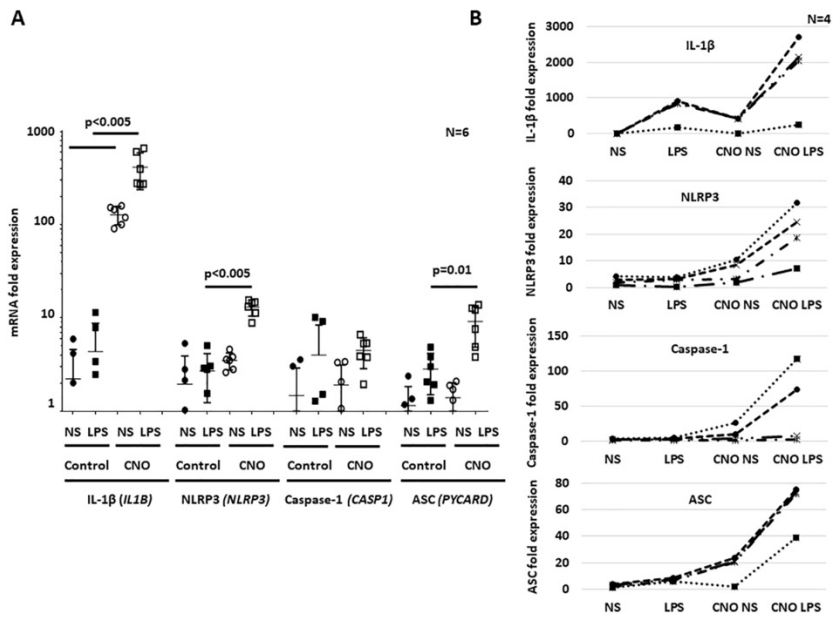 A
p<0.005
p<0.005
p<0.005
p=0.01
N=6
mRNA fold expression
1000
100
10
1
NS LPS NS LPS NS LPS NS LPS NS LPS NS LPS NS LPS NS LPS
Control CNO Control CNO Control CNO Control CNO
IL-1β (IL1B) NLRP3 (NLRP3) Caspase-1 (CASP1) ASC (PYCARD)
B
N=4
IL-1β
IL-1β fold expression
3000
2000
1000
0
NS LPS CNO NS CNO LPS
NLRP3
NLRP3 fold expression
40
30
20
10
0
NS LPS CNO NS CNO LPS
Caspase-1
Caspase-1 fold expression
150
100
50
0
NS LPS CNO NS CNO LPS
ASC
ASC fold expression
80
60
40
20
0
NS LPS CNO NS CNO LPS